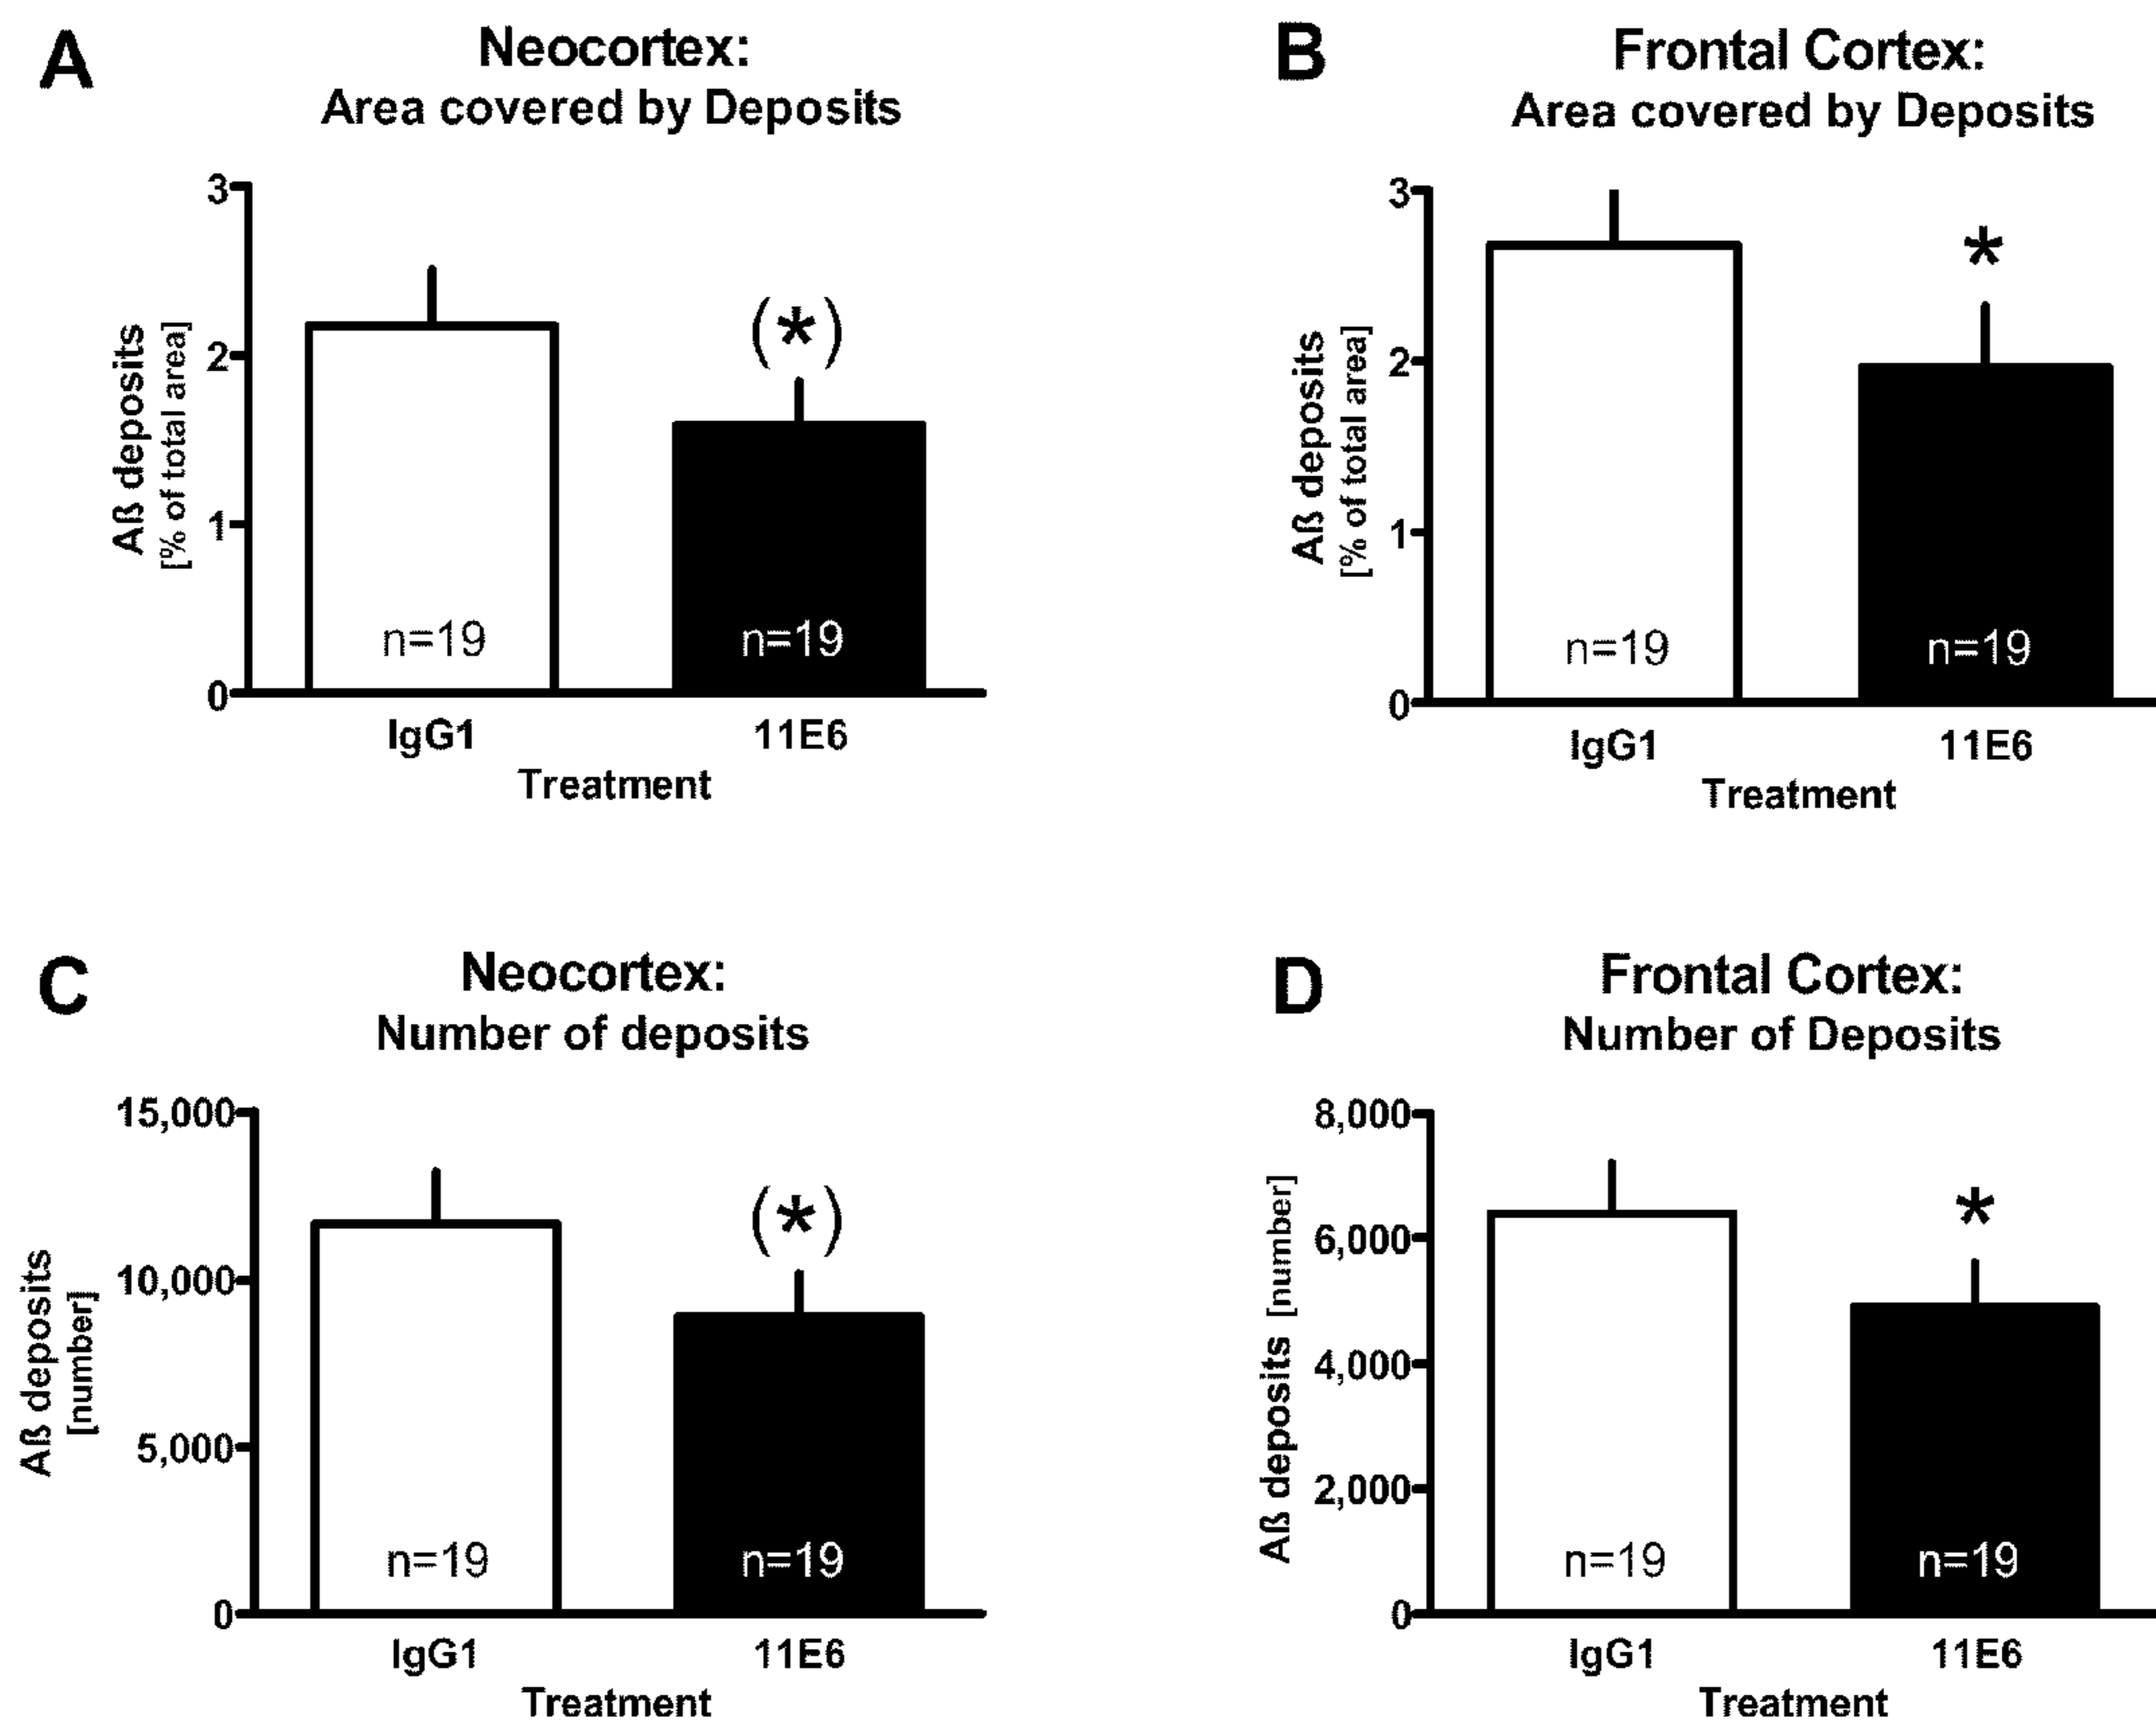 A
Neocortex:
Area covered by Deposits
Aß deposits
[% of total area]
3
2
1
0
(*)
n=19
n=19
IgG1
11E6
Treatment
B
Frontal Cortex:
Area covered by Deposits
Aß deposits
[% of total area]
3
2
1
0
*
n=19
n=19
IgG1
11E6
Treatment
C
Neocortex:
Number of deposits
Aß deposits
[number]
15,000
10,000
5,000
0
(*)
n=19
n=19
IgG1
11E6
Treatment
D
Frontal Cortex:
Number of Deposits
Aß deposits [number]
8,000
6,000
4,000
2,000
0
*
n=19
n=19
IgG1
11E6
Treatment